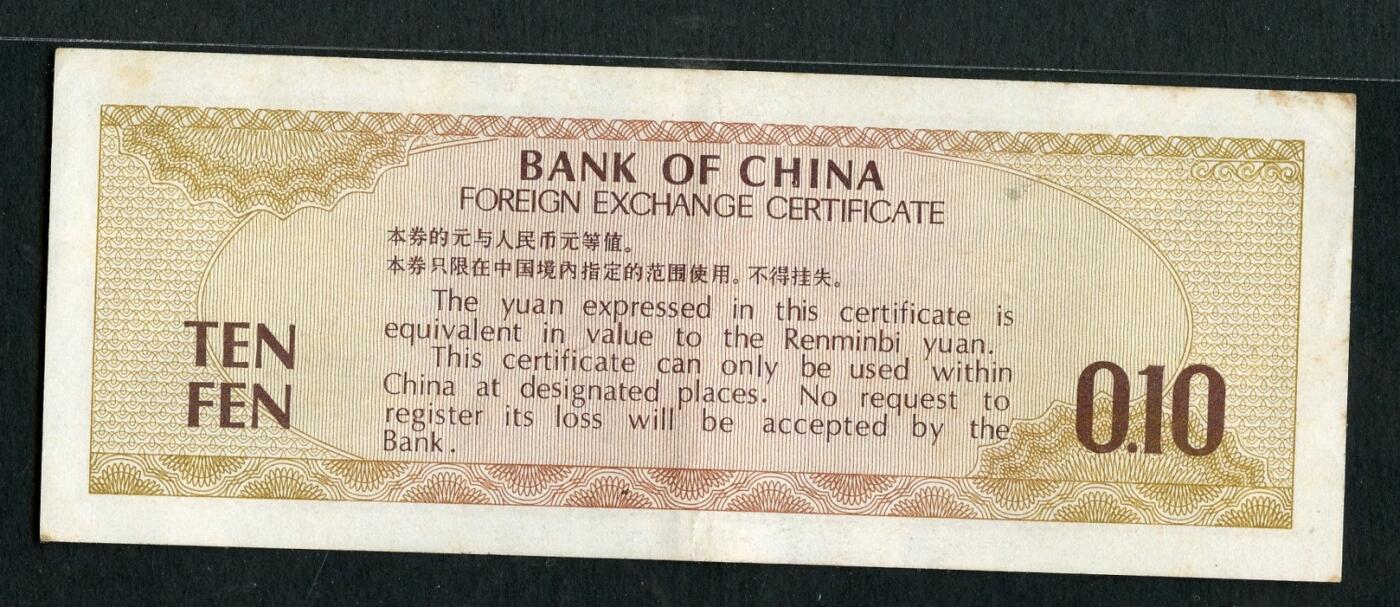 BANK OF CHINA
FOREIGN EXCHANGE CERTIFICATE
本券的元与人民币元等值。
本券只限在中国境内指定的范围使用。不得挂失。
The yuan expressed in this certificate is
equivalent in value to the Renminbi yuan.
This certificate can only be used within
China at designated places. No request to
register its loss will be accepted by the
Bank.
TEN
FEN
0.10